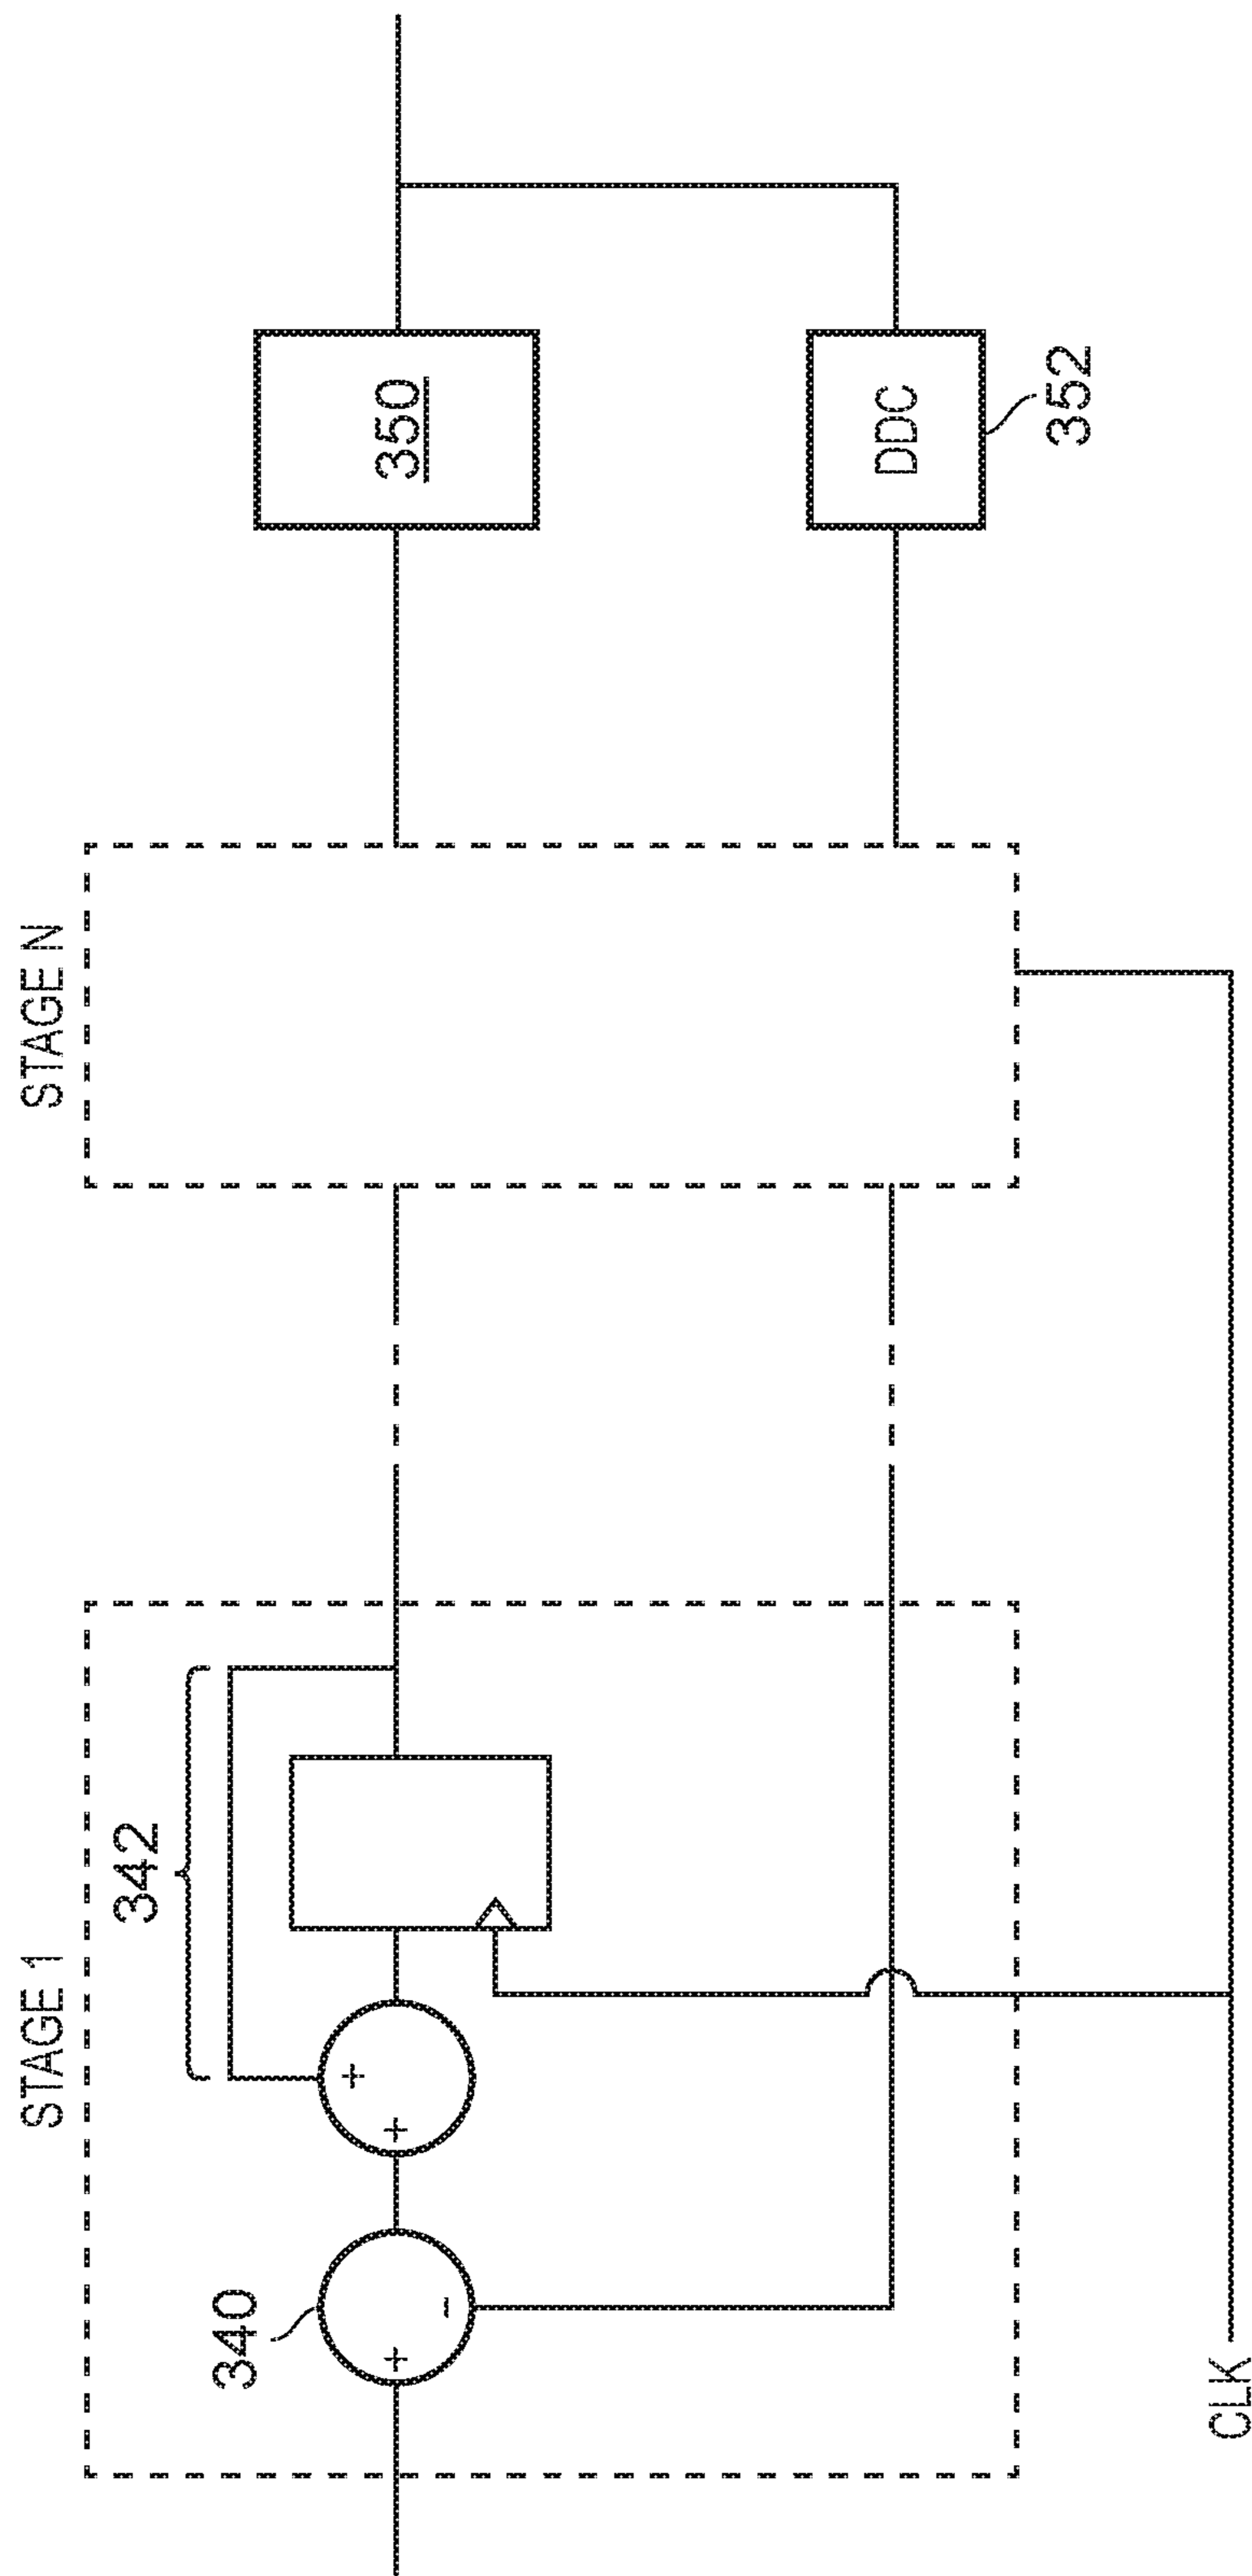 STAGE 1
STAGE N
342
340
+
-
+
+
350
DDC
352
CLK